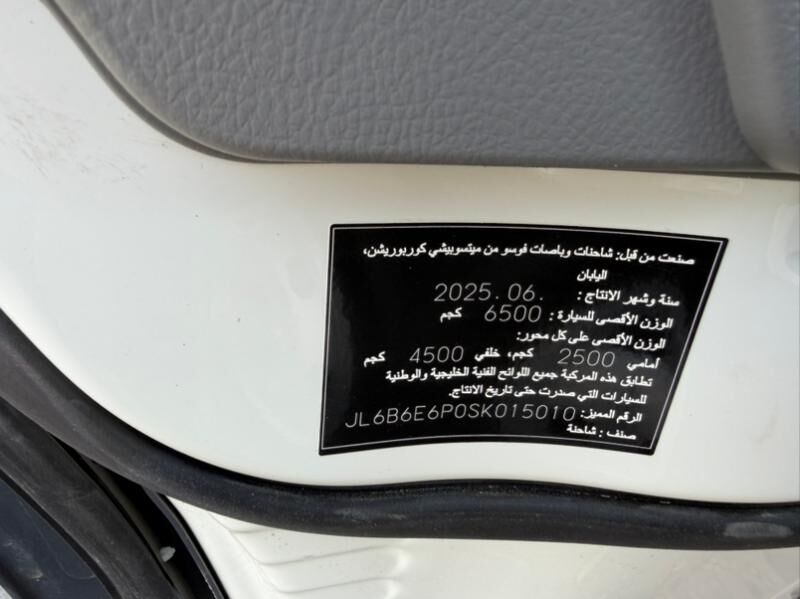 صنعت من قبل: شاحنات وباصات فوسو من ميتسوبيشي كوربوريشن،
اليابان
سنة وشهر الانتاج : 2025.06.
الوزن الأقصى للسيارة : 6500 كجم
الوزن الأقصى على كل محور:
أمامي 2500 كجم، خلفي 4500 كجم
تطابق هذه المركبة جميع اللوائح الفنية الخليجية والوطنية
للسيارات التي صدرت حتى تاريخ الانتاج.
الرقم المميز: JL6B6E6P0SK015010
صنف : شاحنة